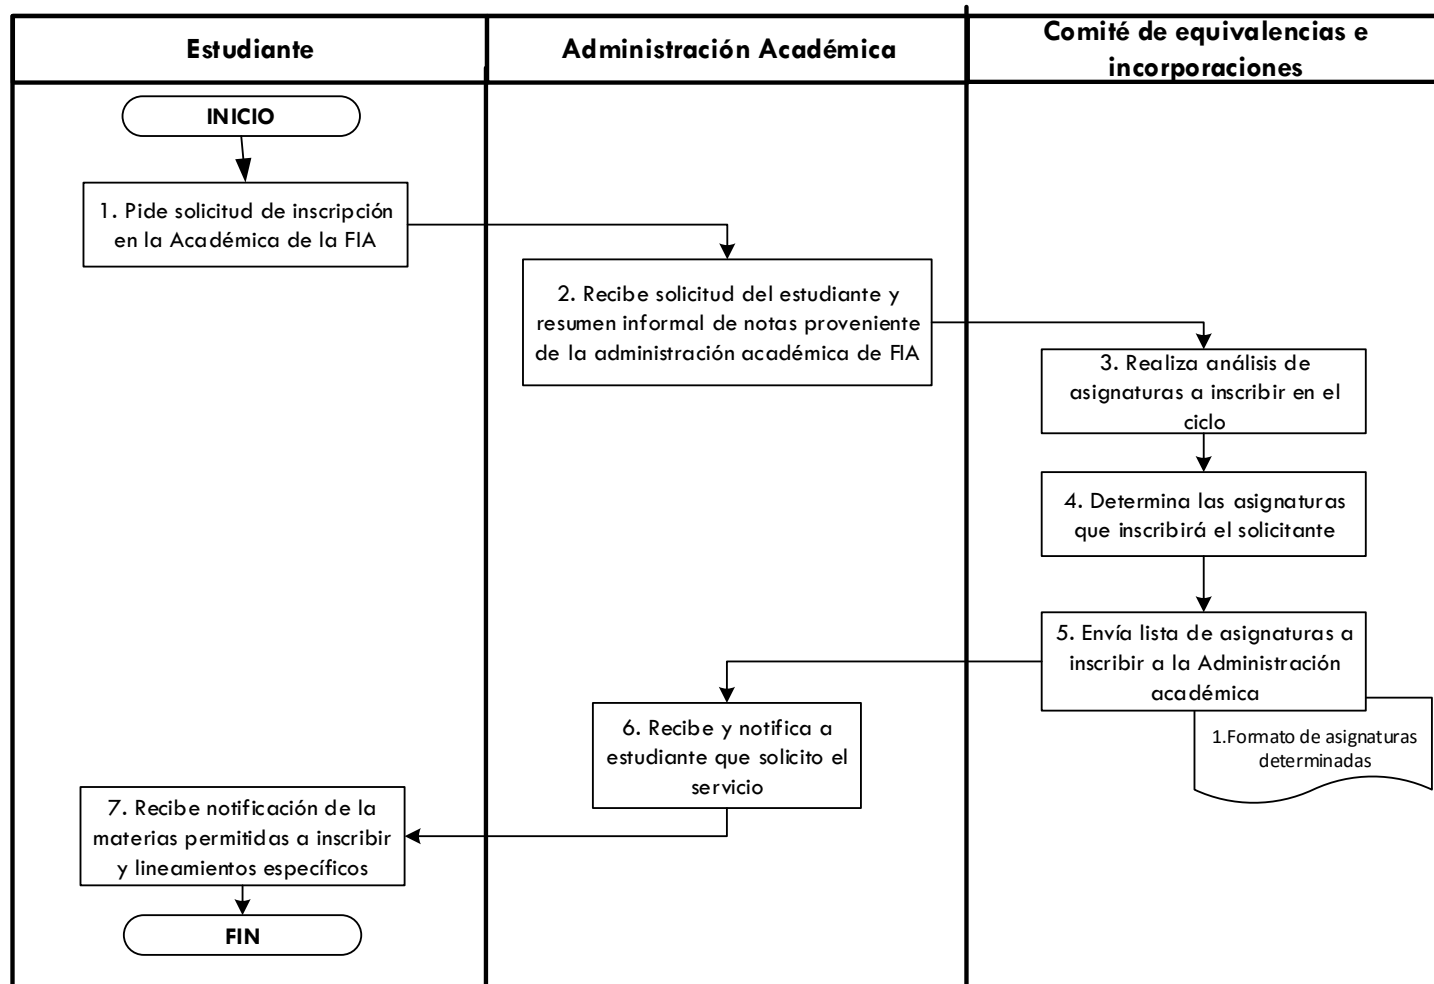 Estudiante
Administración Académica
Comité de equivalencias e
incorporaciones
INICIO
1. Pide solicitud de inscripción
en la Académica de la FIA
2. Recibe solicitud del estudiante y
resumen informal de notas proveniente
de la administración académica de FIA
3. Realiza análisis de
asignaturas a inscribir en el
ciclo
4. Determina las asignaturas
que inscribirá el solicitante
5. Envía lista de asignaturas a
inscribir a la Administración
académica
1.Formato de asignaturas
determinadas
6. Recibe y notifica a
estudiante que solicito el
servicio
7. Recibe notificación de la
materias permitidas a inscribir
y lineamientos específicos
FIN